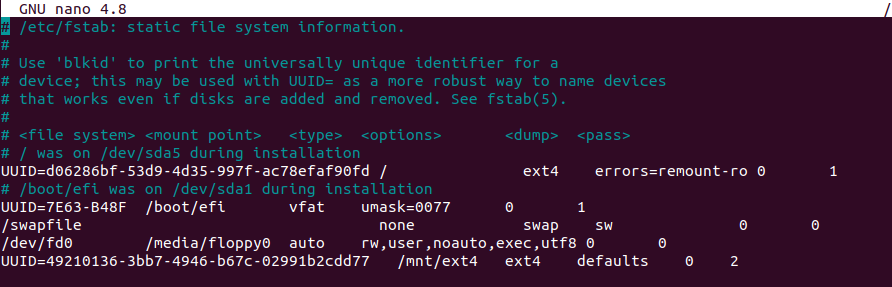 GNU nano 4.8 /
# /etc/fstab: static file system information.
#
# Use 'blkid' to print the universally unique identifier for a
# device; this may be used with UUID= as a more robust way to name devices
# that works even if disks are added and removed. See fstab(5).
#
# <file system> <mount point>   <type>  <options>       <dump>  <pass>
# / was on /dev/sda5 during installation
UUID=d06286bf-53d9-4d35-997f-ac78efaf90fd /               ext4    errors=remount-ro 0       1
# /boot/efi was on /dev/sda1 during installation
UUID=7E63-B48F  /boot/efi       vfat    umask=0077      0       1
/swapfile                                 none            swap    sw              0       0
/dev/fd0        /media/floppy0  auto    rw,user,noauto,exec,utf8 0       0
UUID=49210136-3bb7-4946-b67c-02991b2cdd77   /mnt/ext4   ext4    defaults    0    2